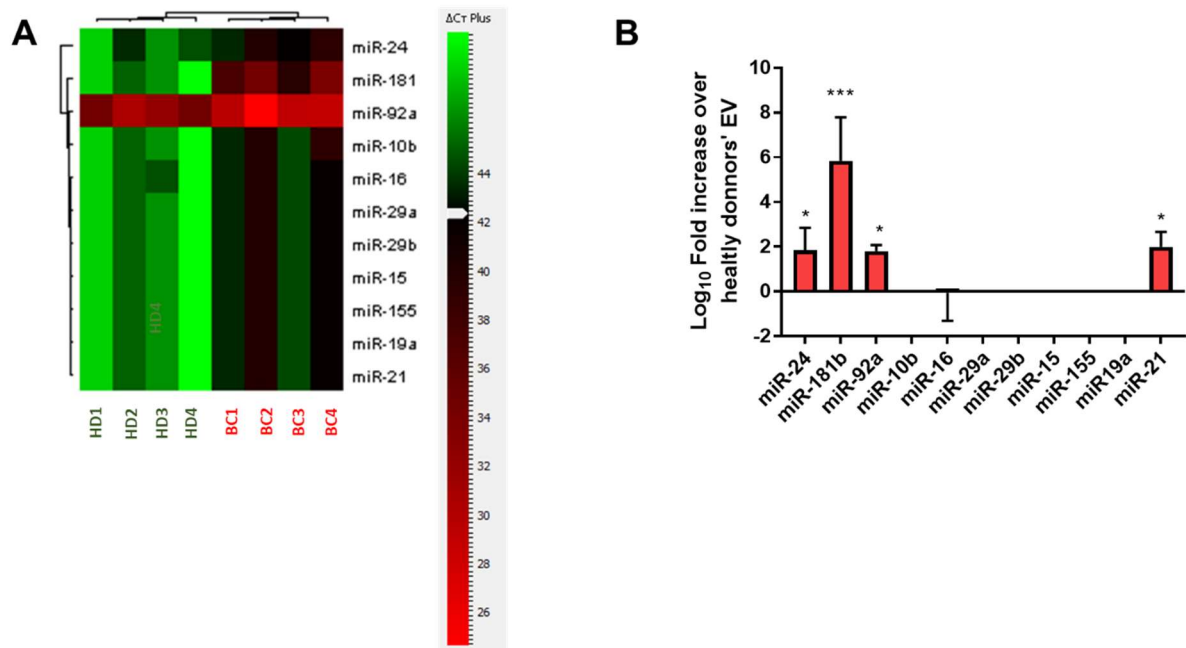 A
ΔCT Plus
miR-24
miR-181
miR-92a
miR-10b
miR-16
miR-29a
miR-29b
miR-15
miR-155
miR-19a
miR-21
HD4
HD1 HD2 HD3 HD4 BC1 BC2 BC3 BC4
44
42
40
38
36
34
32
30
28
26
B
Log10 Fold increase over
healtly donnors' EV
10
8
6
4
2
0
-2
* *** * *
miR-24 miR-181b miR-92a miR-10b miR-16 miR-29a miR-29b miR-15 miR-155 miR19a miR-21